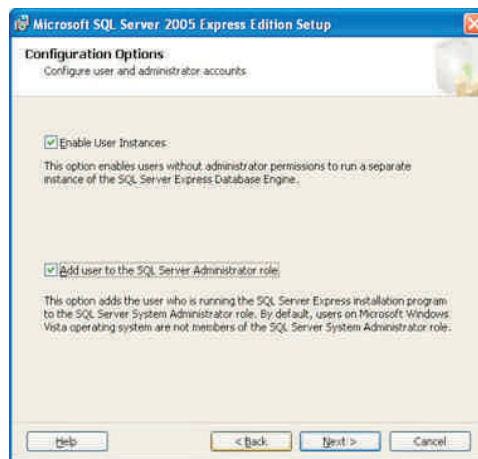 Microsoft SQL Server 2005 Express Edition Setup
Configuration Options
Configure user and administrator accounts
Enable User Instances
This option enables users without administrator permissions to run a separate
instance of the SQL Server Express Database Engine.
Add user to the SQL Server Administrator role
This option adds the user who is running the SQL Server Express installation program
to the SQL Server System Administrator role. By default, users on Microsoft Windows
Vista operating system are not members of the SQL Server System Administrator role.
Help
< Back
Next >
Cancel